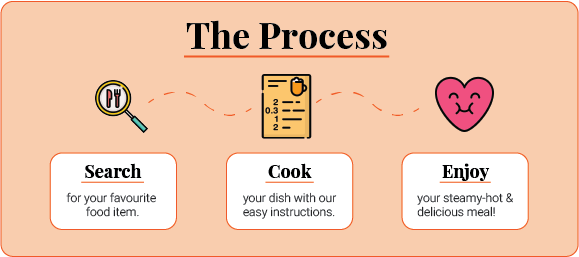 The Process
2
0.3
1
2
Search
for your favourite
food item.
Cook
your dish with our
easy instructions.
Enjoy
your steamy-hot &
delicious meal!